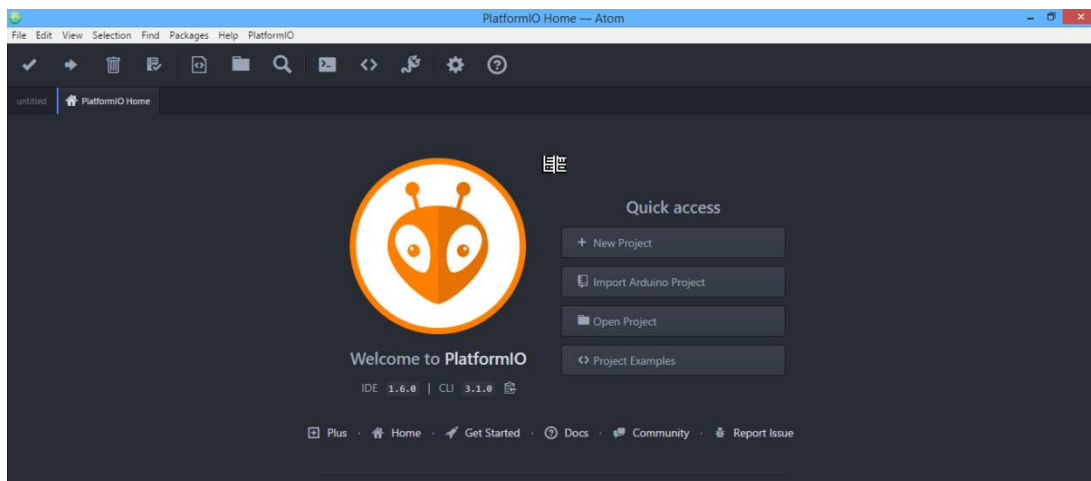 PlatformIO Home — Atom
File Edit View Selection Find Packages Help PlatformIO
untitled PlatformIO Home
Quick access
+ New Project
Import Arduino Project
Open Project
Project Examples
Welcome to PlatformIO
IDE 1.6.0 | CLI 3.1.0
Plus · Home · Get Started · Docs · Community · Report Issue